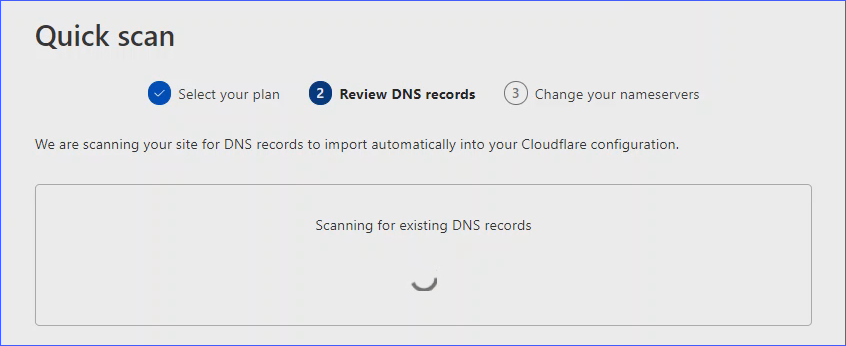 Quick scan
Select your plan 2 Review DNS records 3 Change your nameservers
We are scanning your site for DNS records to import automatically into your Cloudflare configuration.
Scanning for existing DNS records